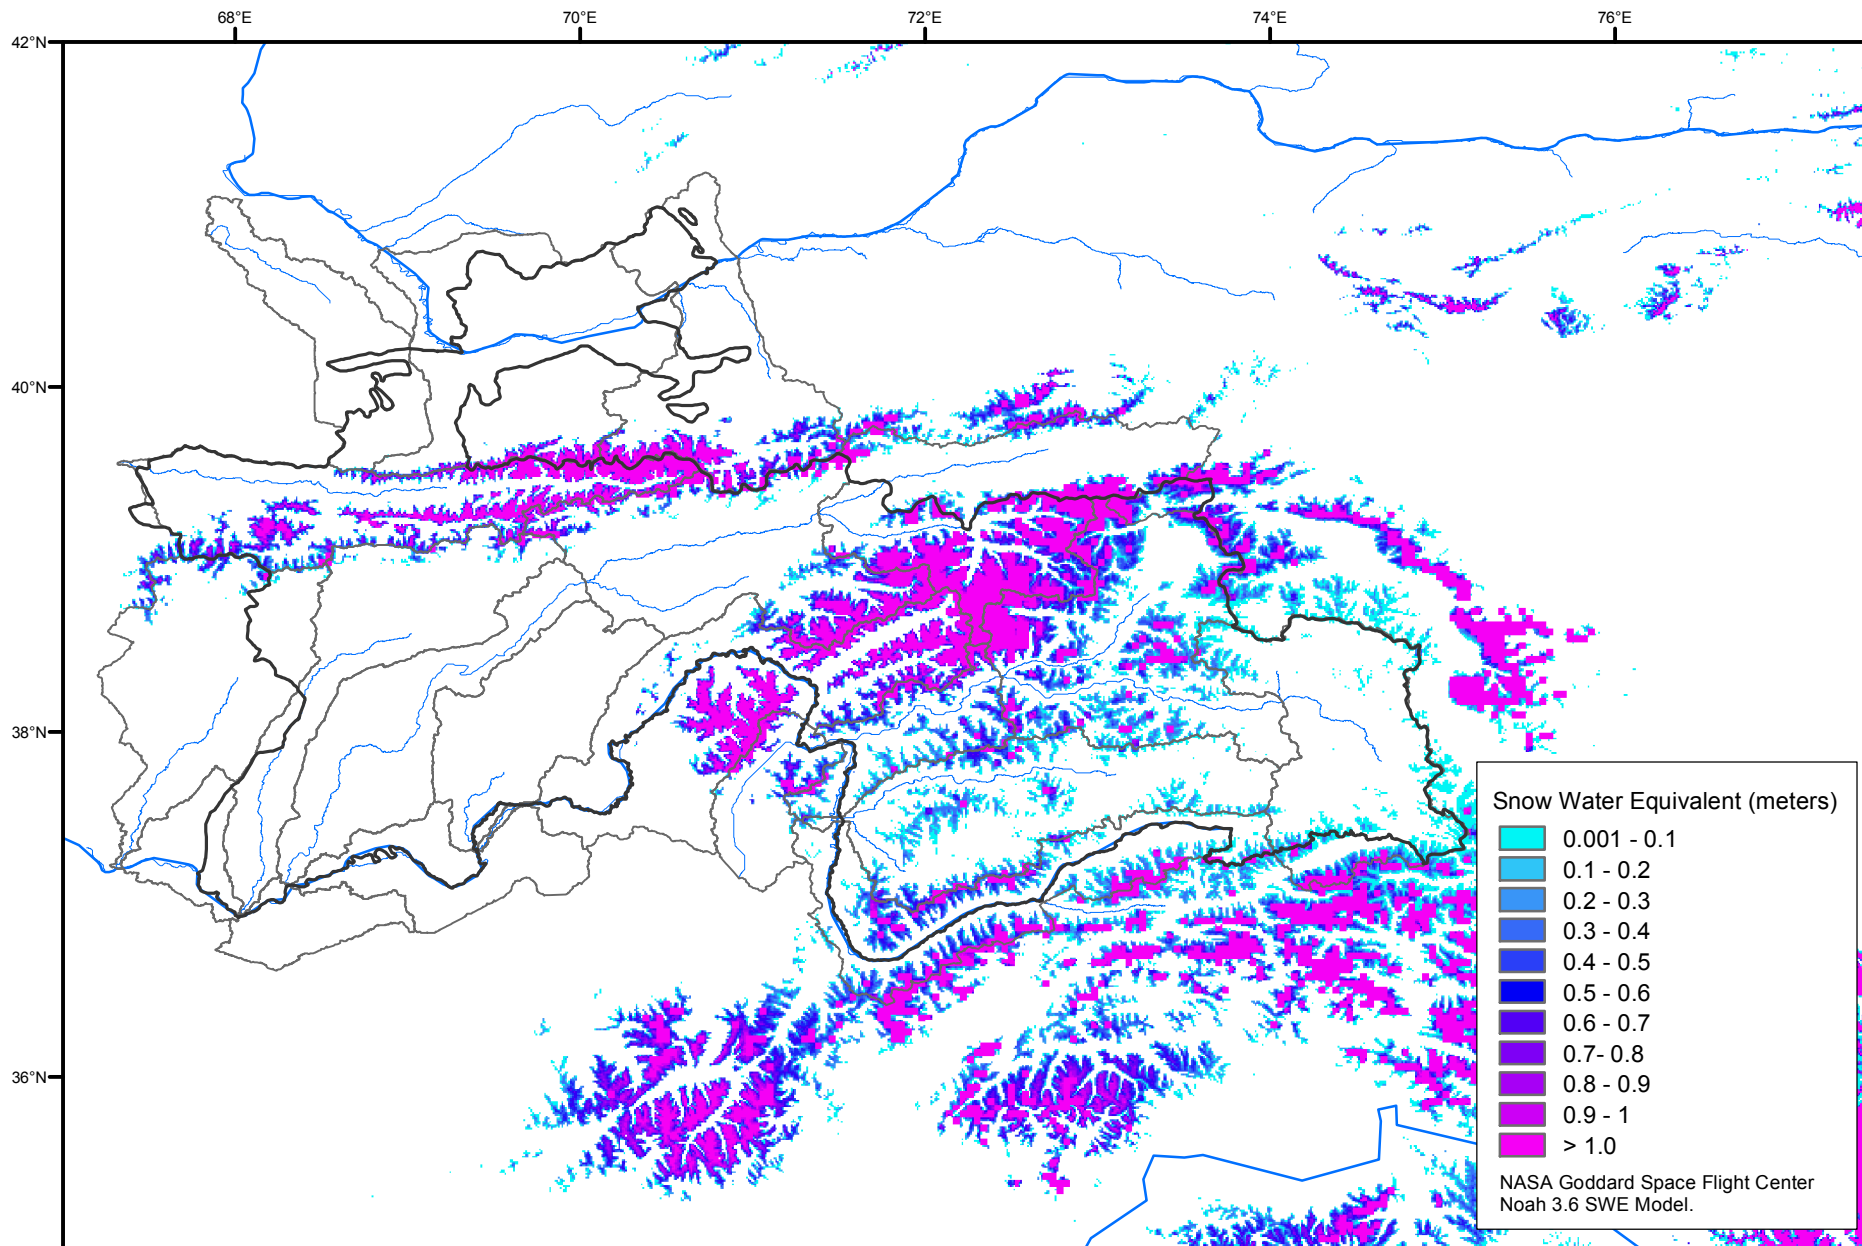 68°E 70°E 72°E 74°E 76°E
42°N
40°N
38°N
36°N
Snow Water Equivalent (meters)
0.001 - 0.1
0.1 - 0.2
0.2 - 0.3
0.3 - 0.4
0.4 - 0.5
0.5 - 0.6
0.6 - 0.7
0.7- 0.8
0.8 - 0.9
0.9 - 1
> 1.0
NASA Goddard Space Flight Center
Noah 3.6 SWE Model.